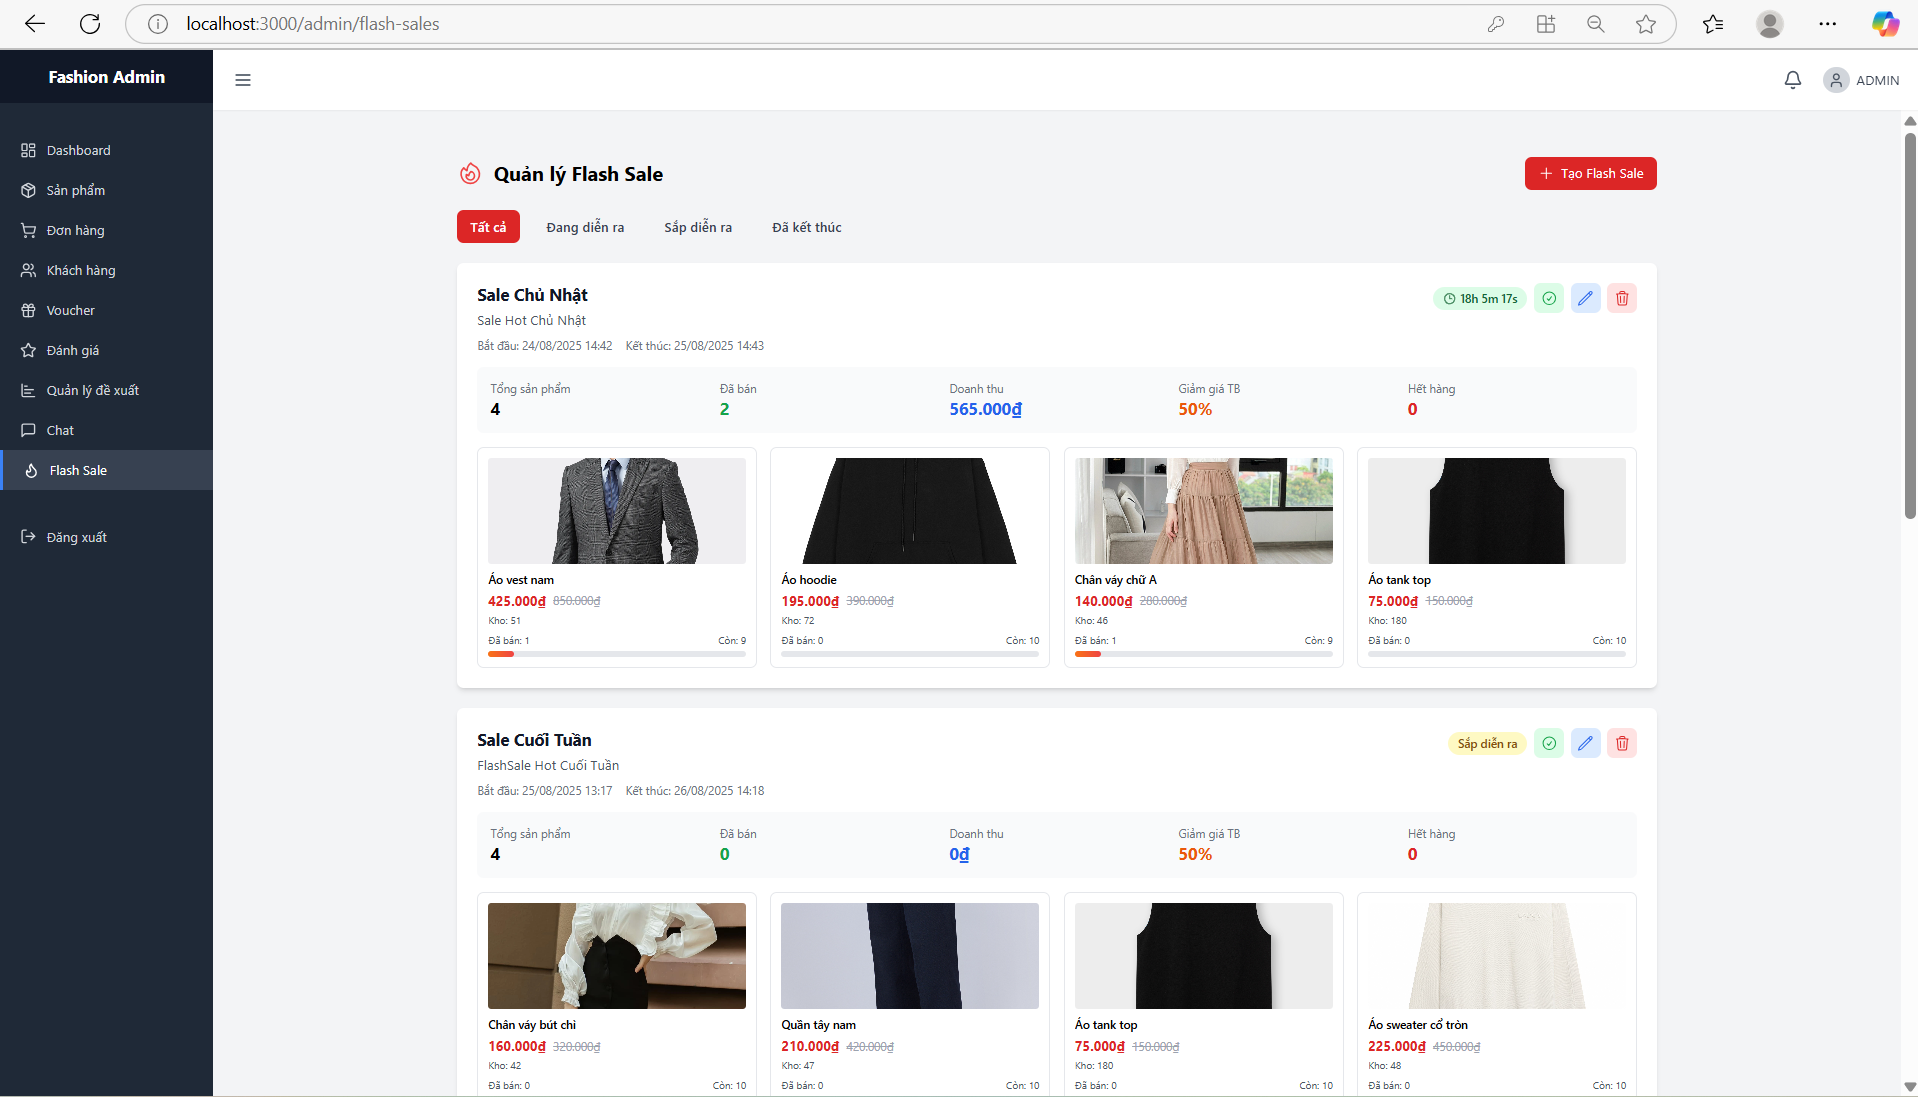 localhost:3000/admin/flash-sales
Fashion Admin
ADMIN
Dashboard
Sản phẩm
Đơn hàng
Khách hàng
Voucher
Đánh giá
Quản lý đề xuất
Chat
Flash Sale
Đăng xuất
Quản lý Flash Sale
Tạo Flash Sale
Tất cả Đang diễn ra Sắp diễn ra Đã kết thúc
Sale Chủ Nhật
18h 5m 17s
Sale Hot Chủ Nhật
Bắt đầu: 24/08/2025 14:42 Kết thúc: 25/08/2025 14:43
Tổng sản phẩm Đã bán Doanh thu Giảm giá TB Hết hàng
4 2 565.000₫ 50% 0
Áo vest nam
425.000₫ 850.000₫
Kho: 51
Đã bán: 1 Còn: 9
Áo hoodie
195.000₫ 390.000₫
Kho: 72
Đã bán: 0 Còn: 10
Chân váy chữ A
140.000₫ 280.000₫
Kho: 46
Đã bán: 1 Còn: 9
Áo tank top
75.000₫ 150.000₫
Kho: 180
Đã bán: 0 Còn: 10
Sale Cuối Tuần
Sắp diễn ra
FlashSale Hot Cuối Tuần
Bắt đầu: 25/08/2025 13:17 Kết thúc: 26/08/2025 14:18
Tổng sản phẩm Đã bán Doanh thu Giảm giá TB Hết hàng
4 0 0₫ 50% 0
Chân váy bút chì
160.000₫ 320.000₫
Kho: 42
Đã bán: 0 Còn: 10
Quần tây nam
210.000₫ 420.000₫
Kho: 47
Đã bán: 0 Còn: 10
Áo tank top
75.000₫ 150.000₫
Kho: 180
Đã bán: 0 Còn: 10
Áo sweater cổ tròn
225.000₫ 450.000₫
Kho: 48
Đã bán: 0 Còn: 10